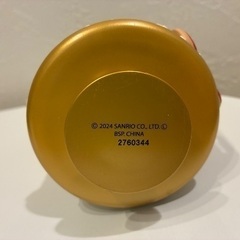 © 2024 SANRIO CO., LTD. Ⓛ
BSP, CHINA
2760344